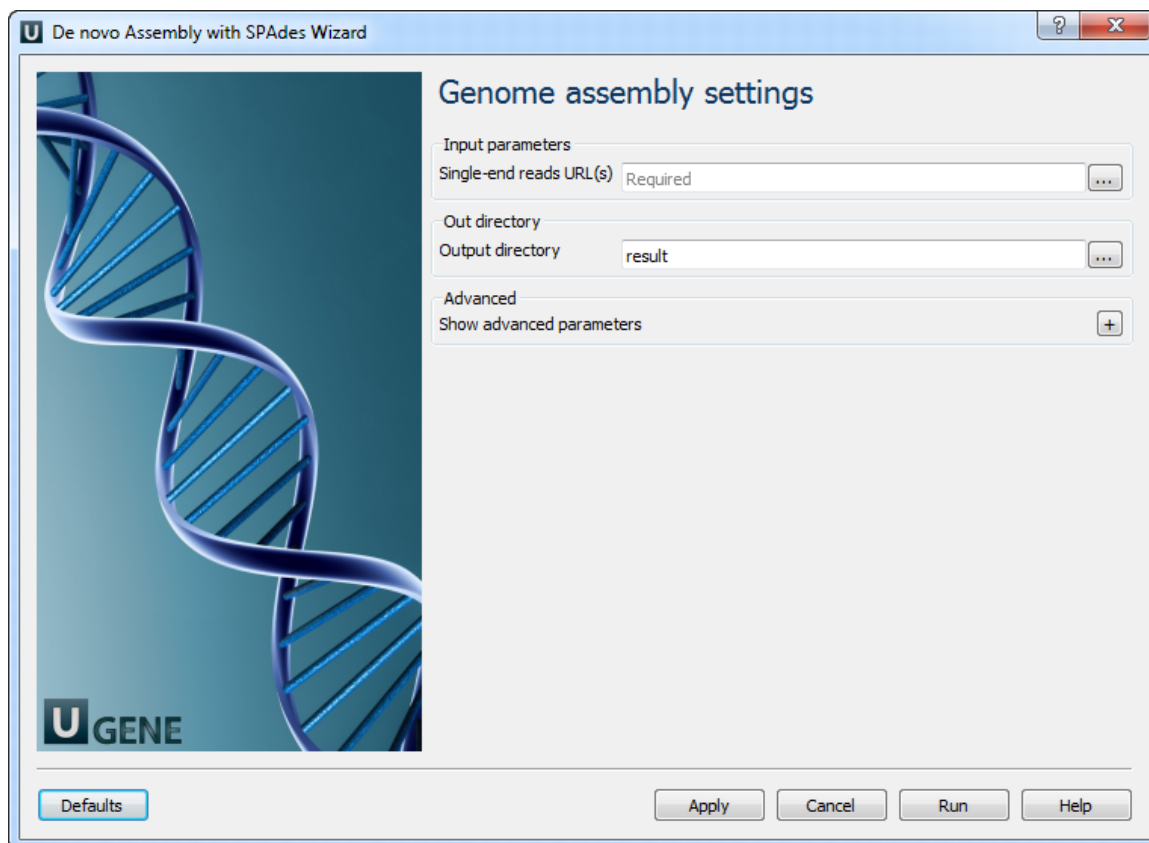 U De novo Assembly with SPAdes Wizard
Genome assembly settings
Input parameters
Single-end reads URL(s) Required ...
Out directory
Output directory result ...
Advanced
Show advanced parameters +
U GENE
Defaults Apply Cancel Run Help